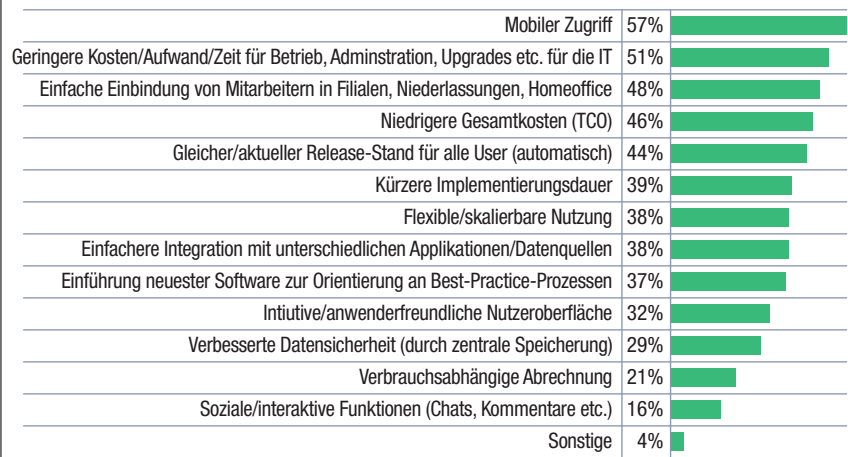 Mobiler Zugriff 57%
Geringere Kosten/Aufwand/Zeit für Betrieb, Adminstration, Upgrades etc. für die IT 51%
Einfache Einbindung von Mitarbeitern in Filialen, Niederlassungen, Homeoffice 48%
Niedrigere Gesamtkosten (TCO) 46%
Gleicher/aktueller Release-Stand für alle User (automatisch) 44%
Kürzere Implementierungsdauer 39%
Flexible/skalierbare Nutzung 38%
Einfachere Integration mit unterschiedlichen Applikationen/Datenquellen 38%
Einführung neuester Software zur Orientierung an Best-Practice-Prozessen 37%
Intiutive/anwenderfreundliche Nutzeroberfläche 32%
Verbesserte Datensicherheit (durch zentrale Speicherung) 29%
Verbrauchsabhängige Abrechnung 21%
Soziale/interaktive Funktionen (Chats, Kommentare etc.) 16%
Sonstige 4%